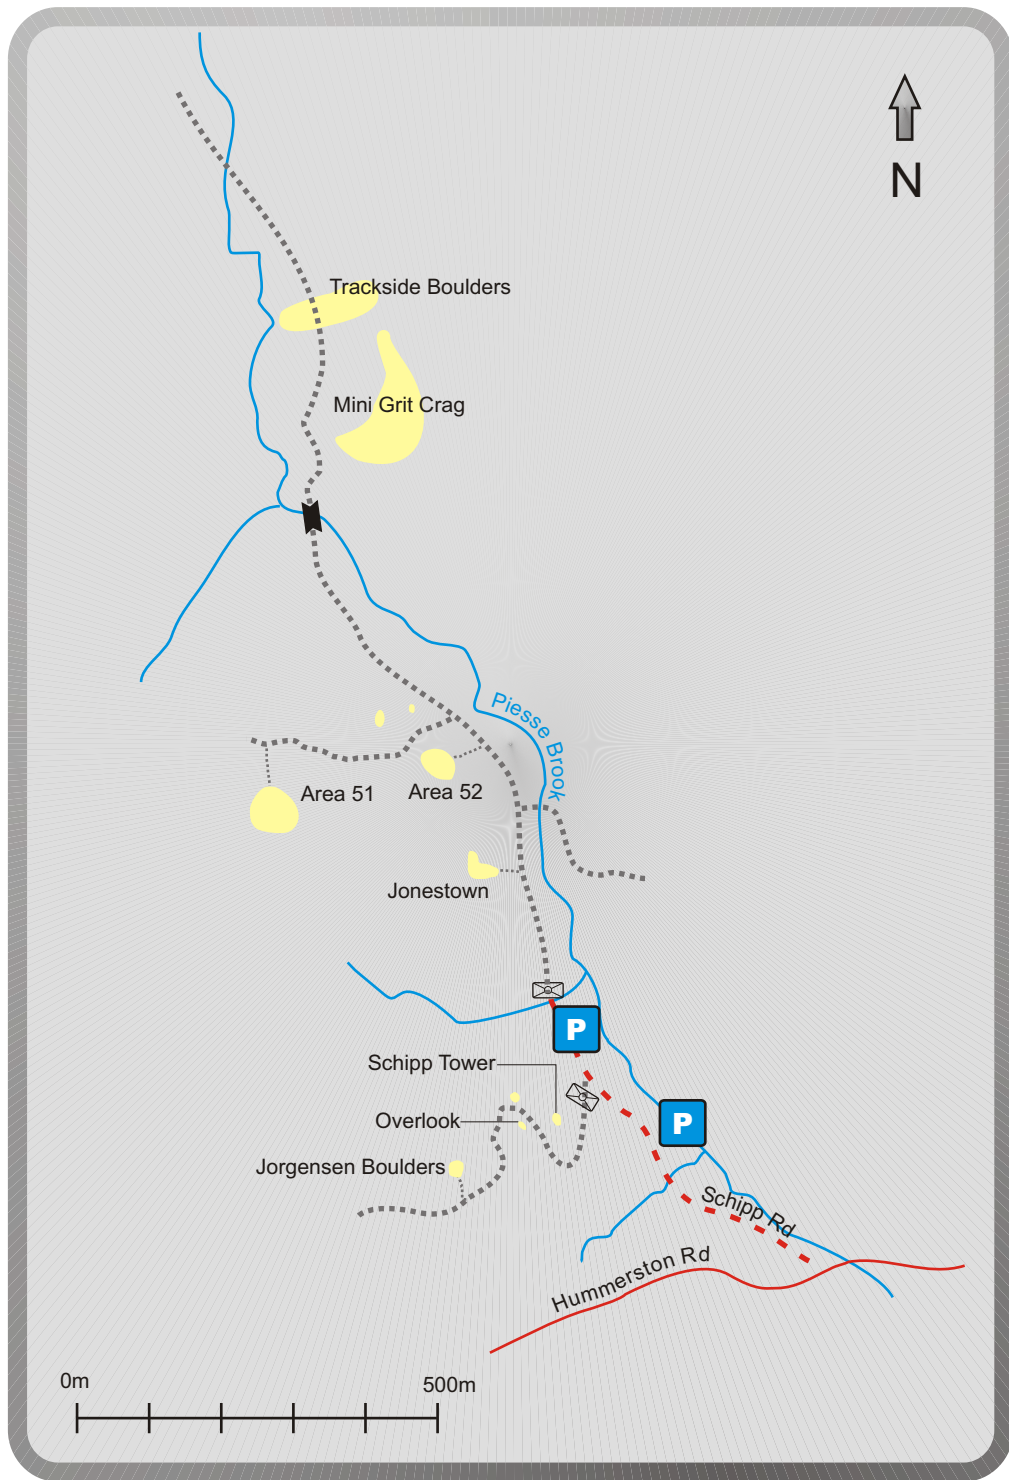 N
Trackside Boulders
Mini Grit Crag
Piesse Brook
Area 51
Area 52
Jonestown
P
Schipp Tower
P
Overlook
Jorgensen Boulders
Schipp Rd
Hummerston Rd
0m
500m